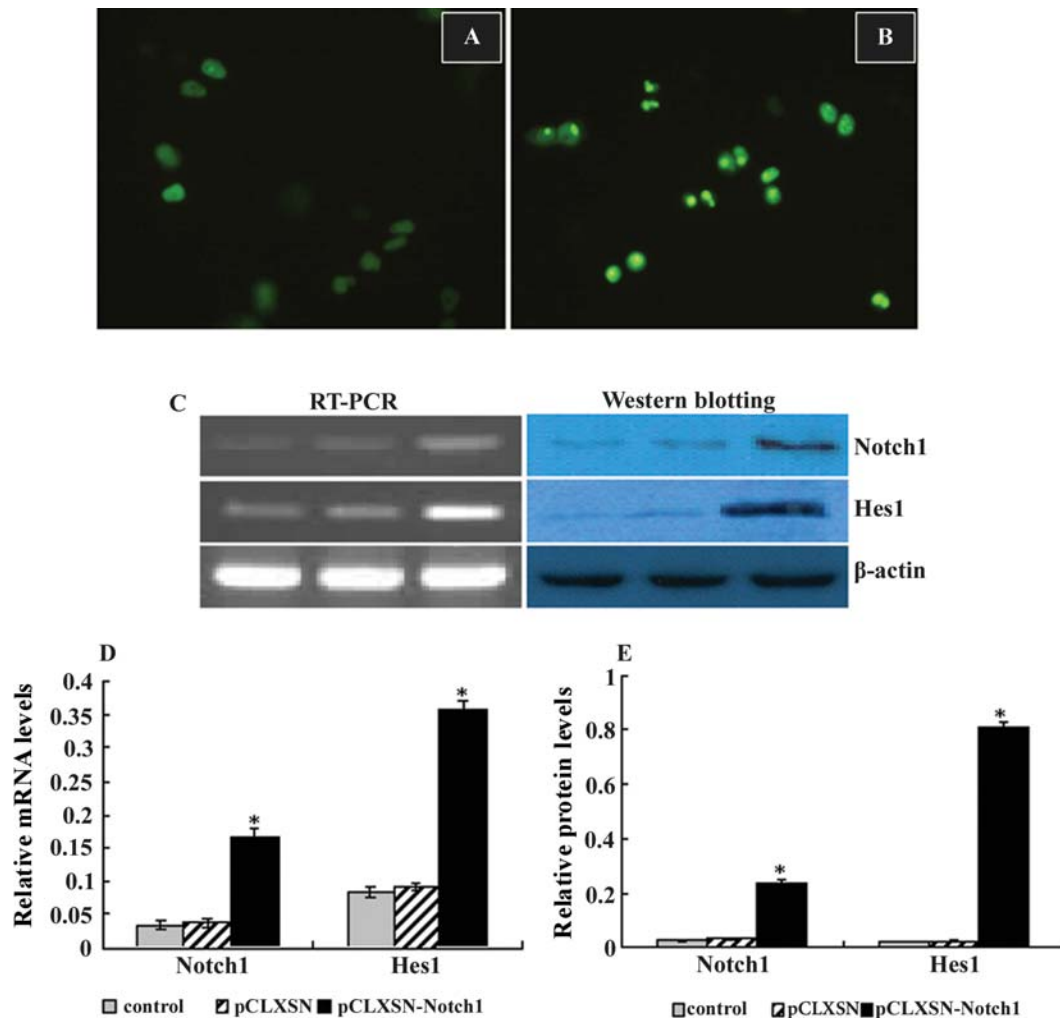 A
B
C
RT-PCR
Western blotting
Notch1
Hes1
β-actin
D
Relative mRNA levels
0.4
0.35
0.3
0.25
0.2
0.15
0.1
0.05
0
*
*
Notch1
Hes1
control
pCLXSN
pCLXSN-Notch1
E
Relative protein levels
1
0.8
0.6
0.4
0.2
0
*
*
Notch1
Hes1
control
pCLXSN
pCLXSN-Notch1